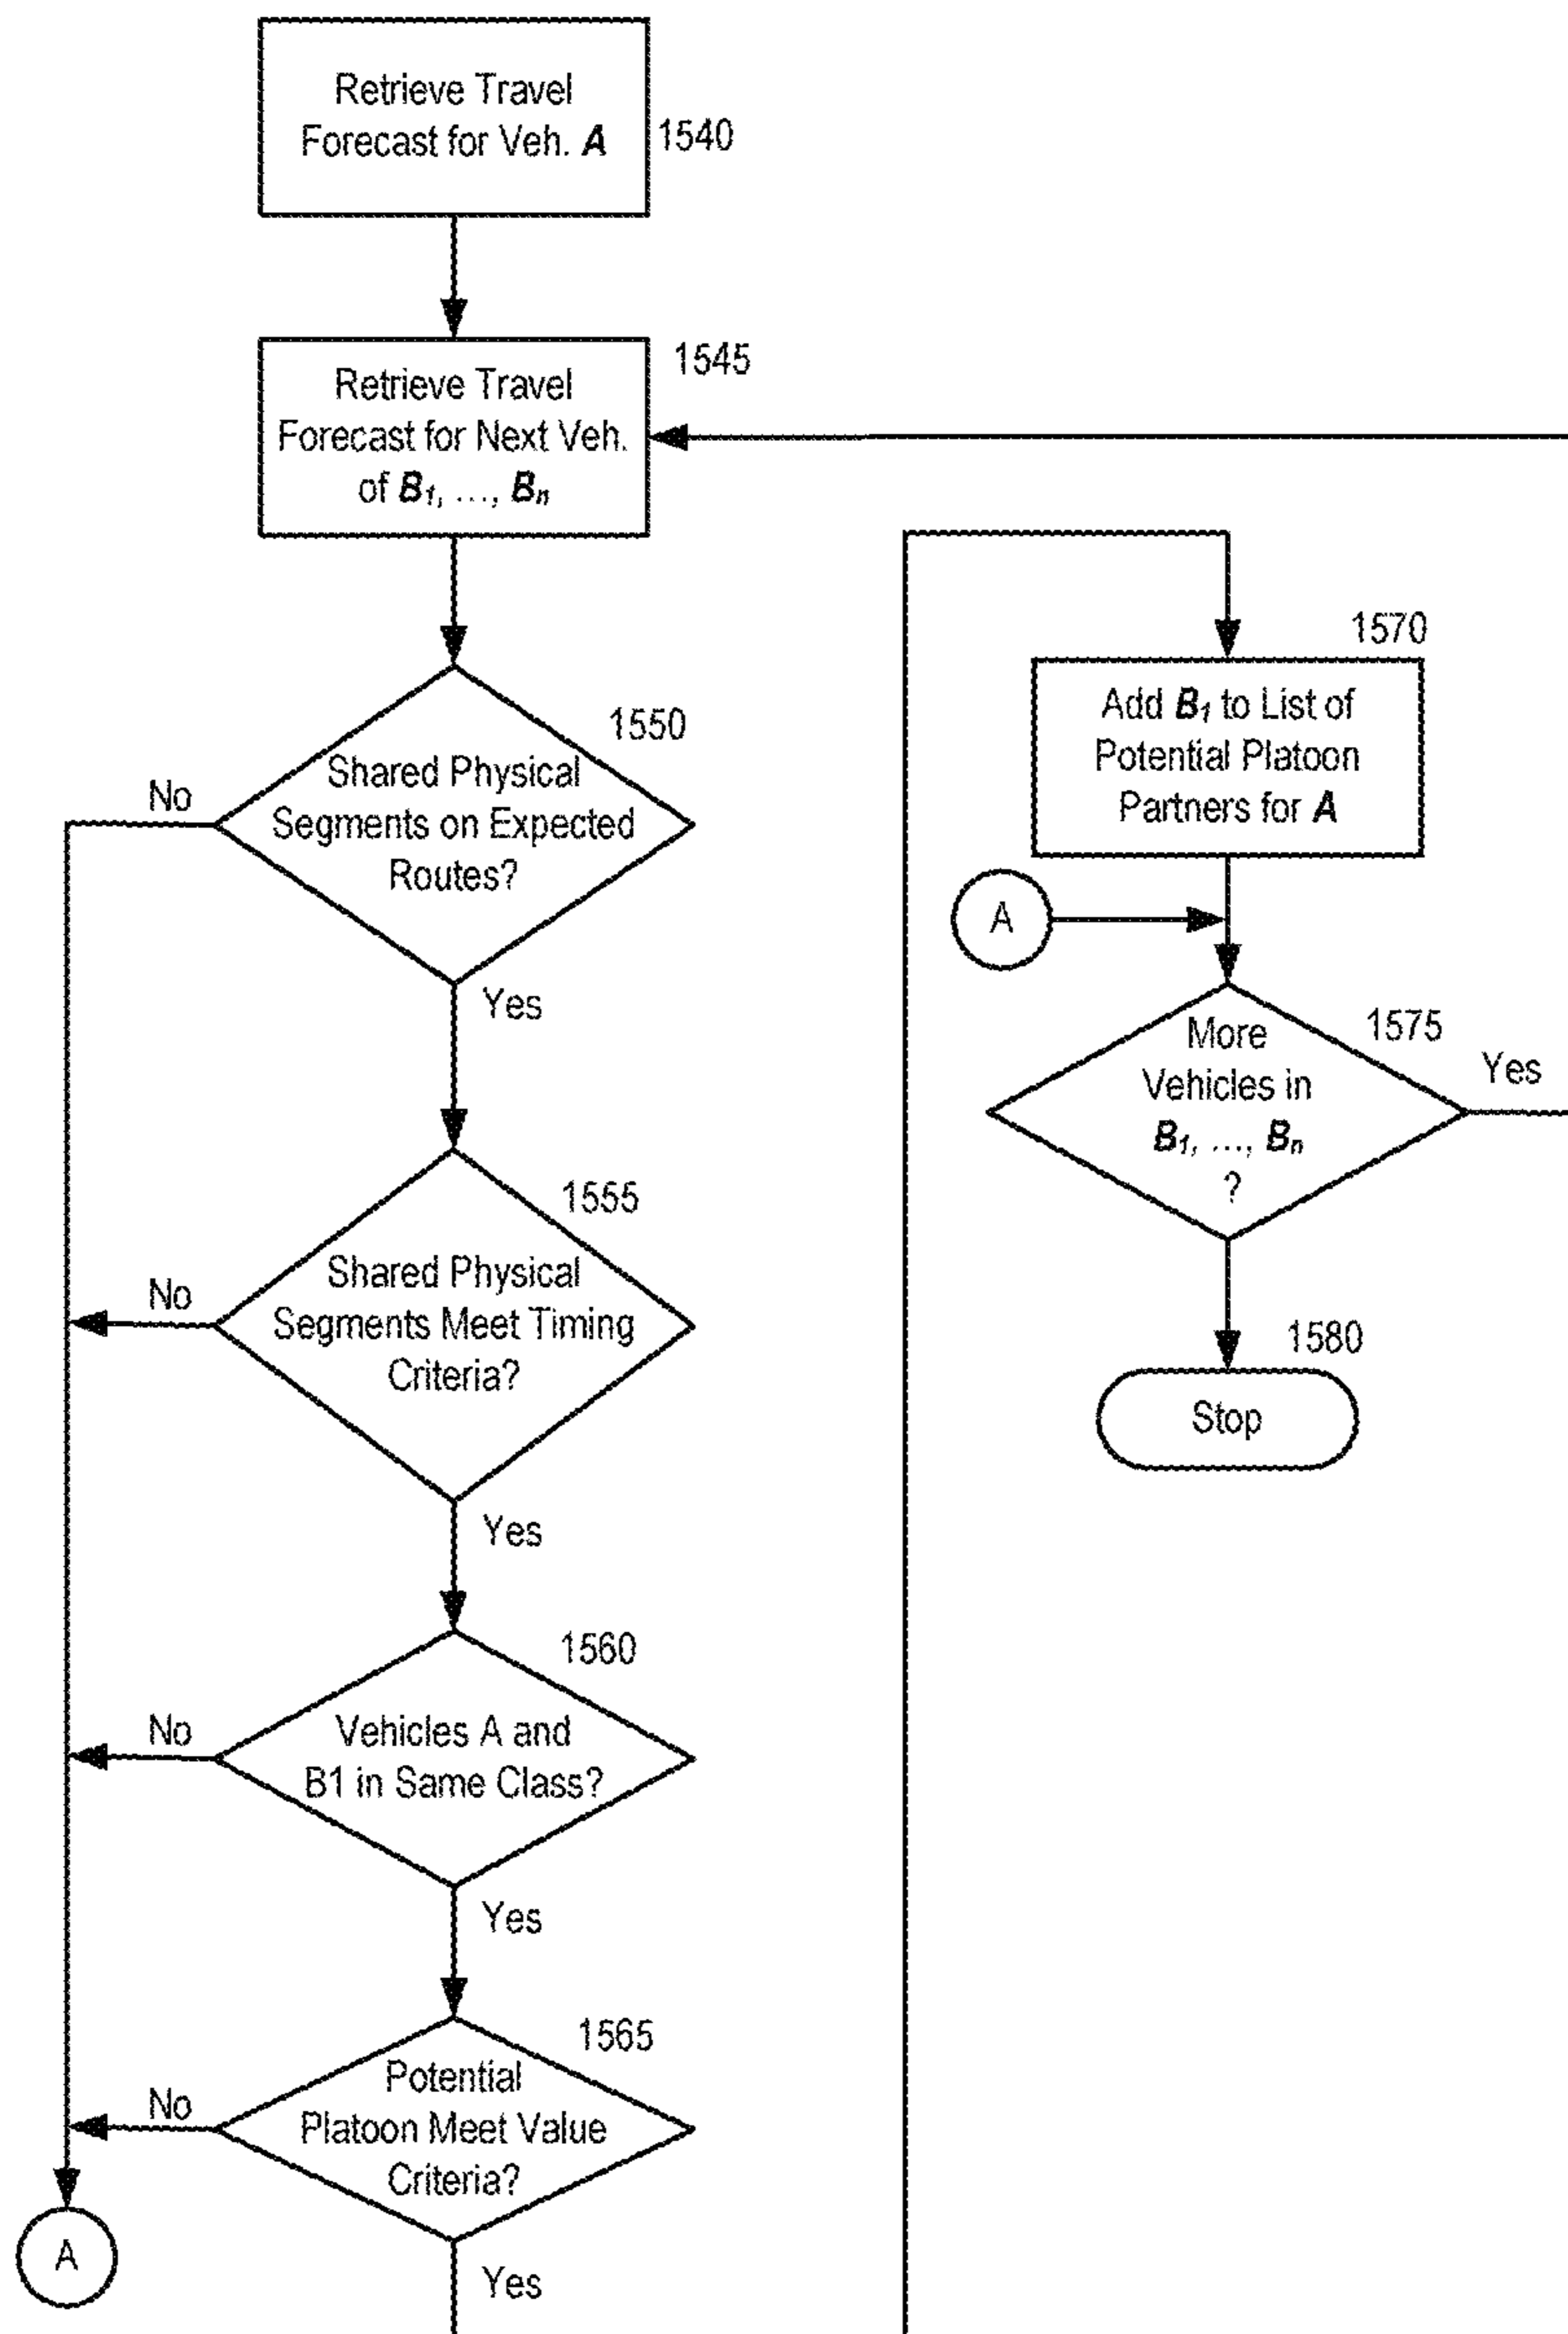 Retrieve Travel
Forecast for Veh. A
1540
1545
Retrieve Travel
Forecast for Next Veh.
of B1, ..., Bn
1550
Shared Physical
Segments on Expected
Routes?
No
Yes
1555
Shared Physical
Segments Meet Timing
Criteria?
No
Yes
1560
Vehicles A and
B1 in Same Class?
No
Yes
1565
Potential
Platoon Meet Value
Criteria?
No
A
Yes
1570
Add B1 to List of
Potential Platoon
Partners for A
A
1575
More
Vehicles in
B1, ..., Bn
?
Yes
1580
Stop